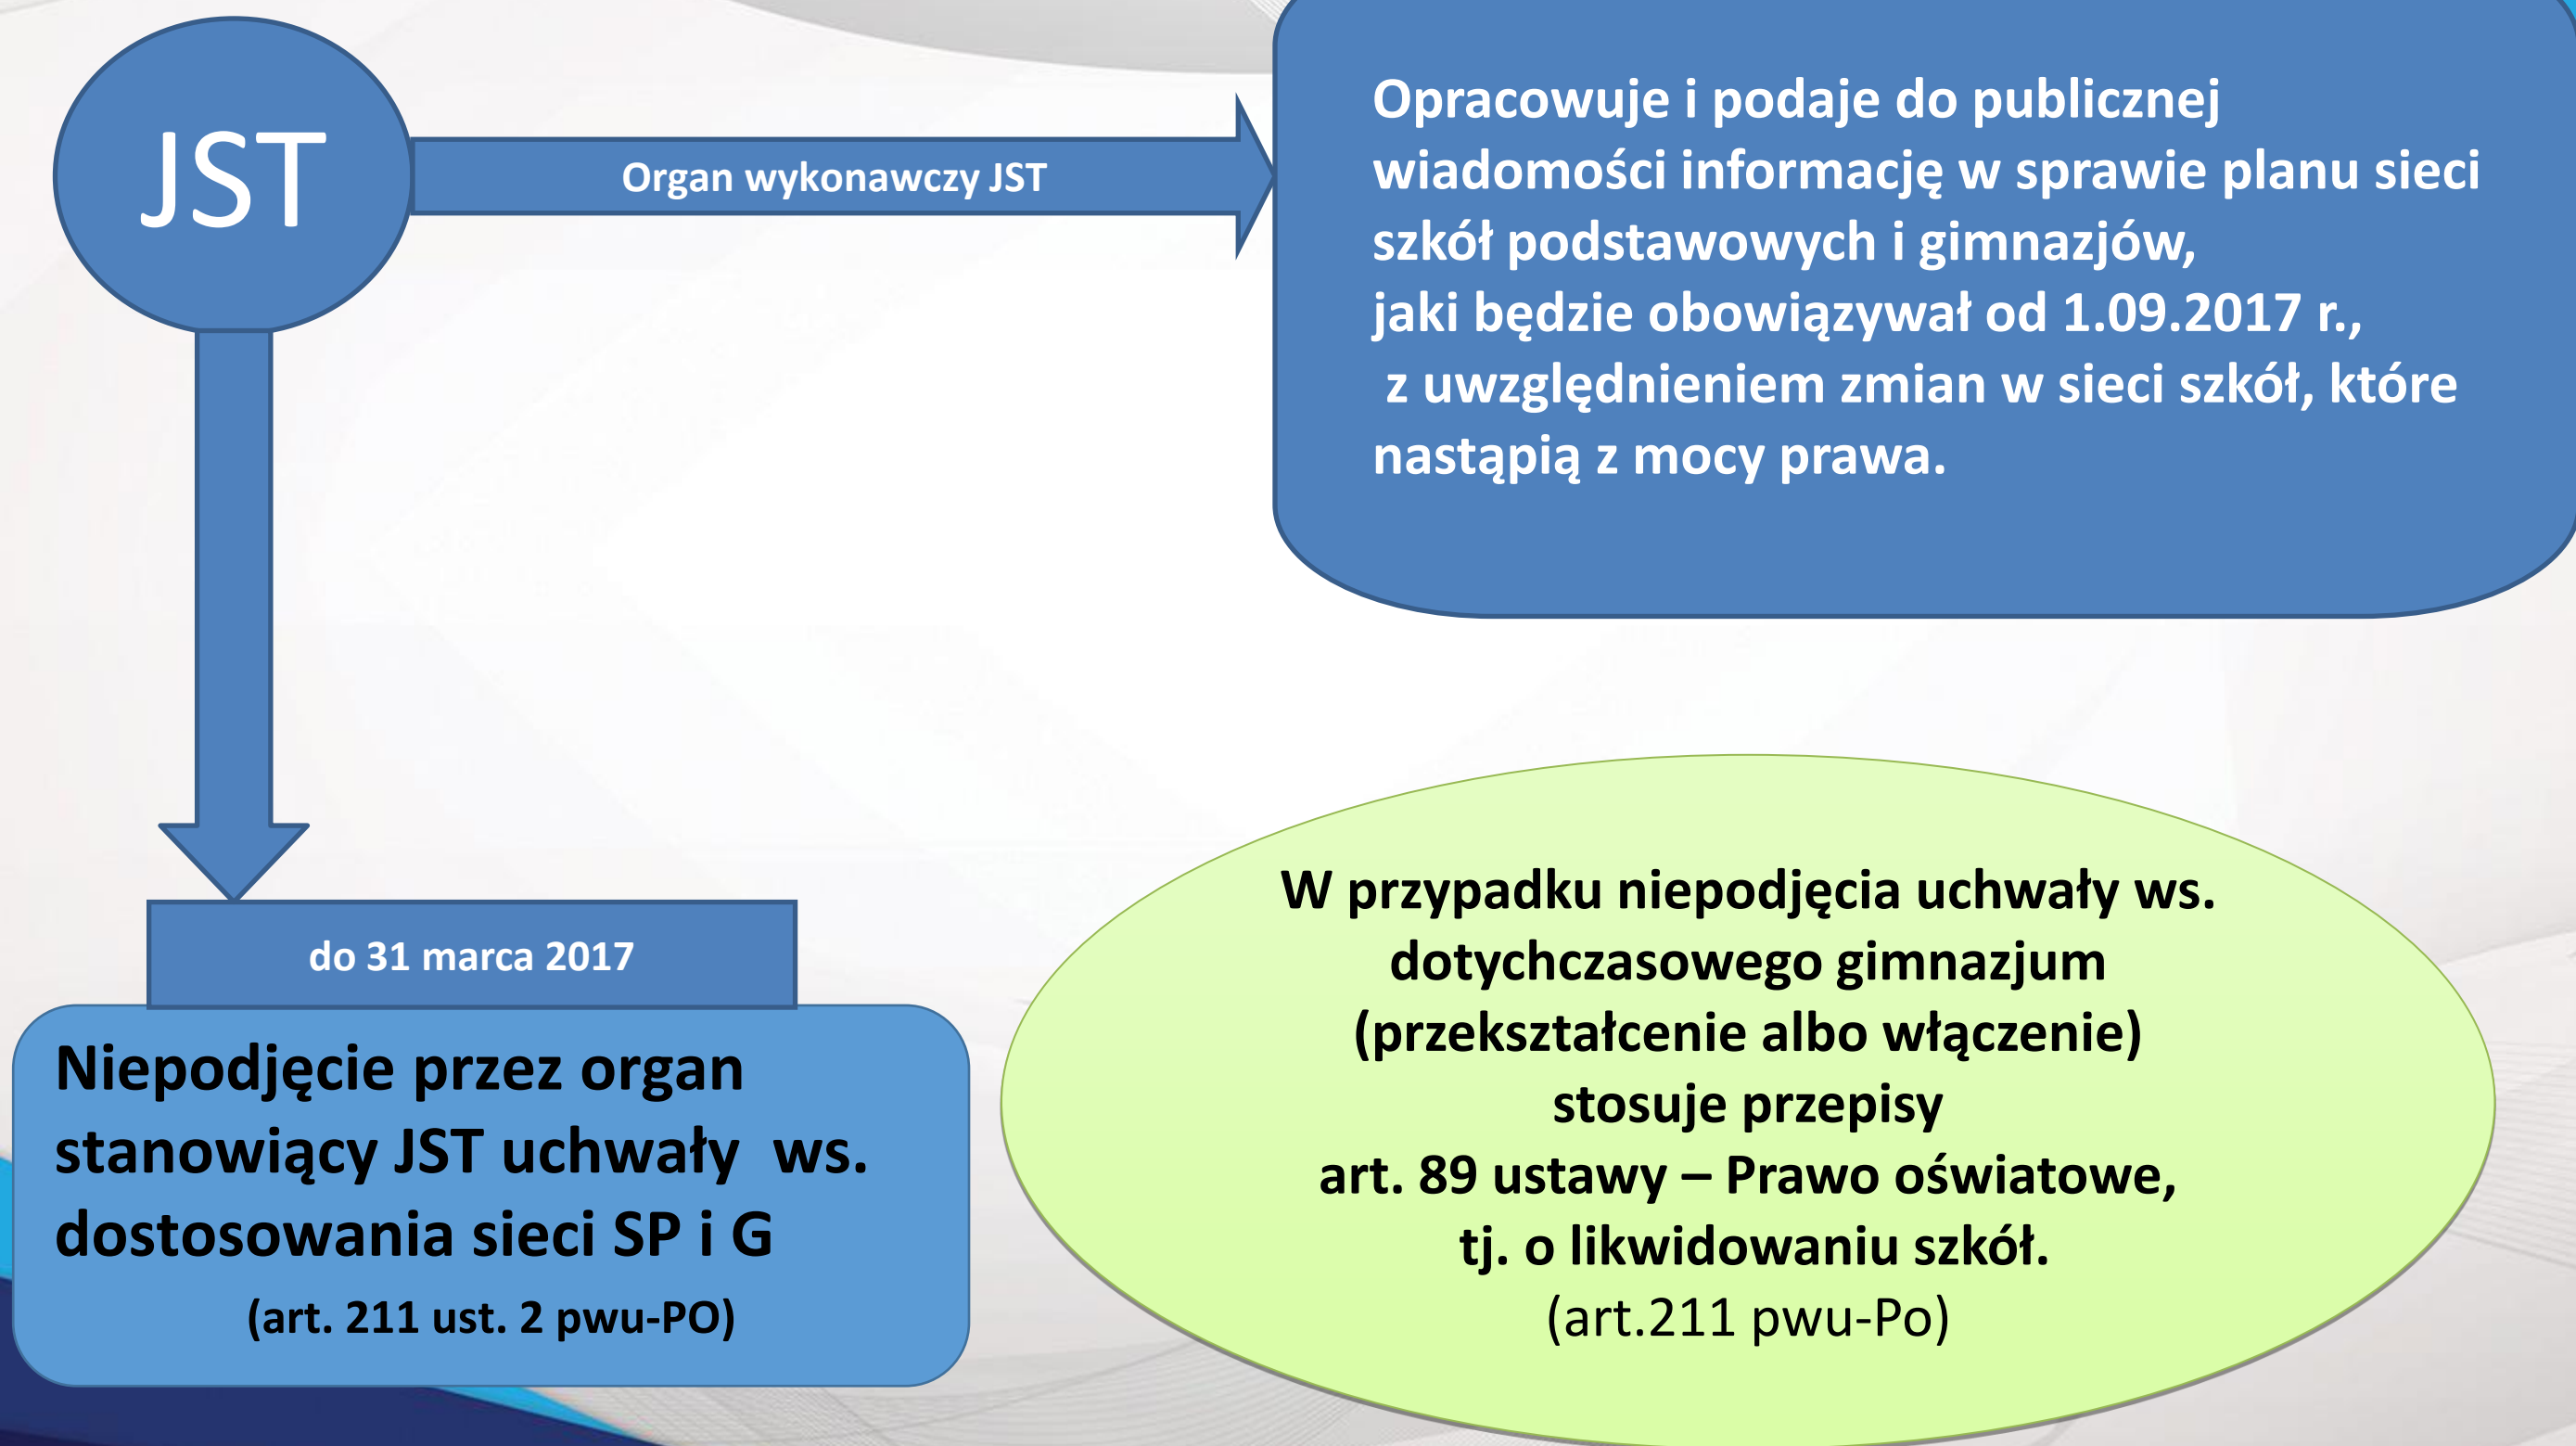 JST
Organ wykonawczy JST
Opracowuje i podaje do publicznej
wiadomości informację w sprawie planu sieci
szkół podstawowych i gimnazjów,
jaki będzie obowiązywał od 1.09.2017 r.,
z uwzględnieniem zmian w sieci szkół, które
nastąpią z mocy prawa.
do 31 marca 2017
Niepodjęcie przez organ
stanowiący JST uchwały  ws.
dostosowania sieci SP i G
(art. 211 ust. 2 pwu-PO)
W przypadku niepodjęcia uchwały ws.
dotychczasowego gimnazjum
(przekształcenie albo włączenie)
stosuje przepisy
art. 89 ustawy – Prawo oświatowe,
tj. o likwidowaniu szkół.
(art.211 pwu-Po)